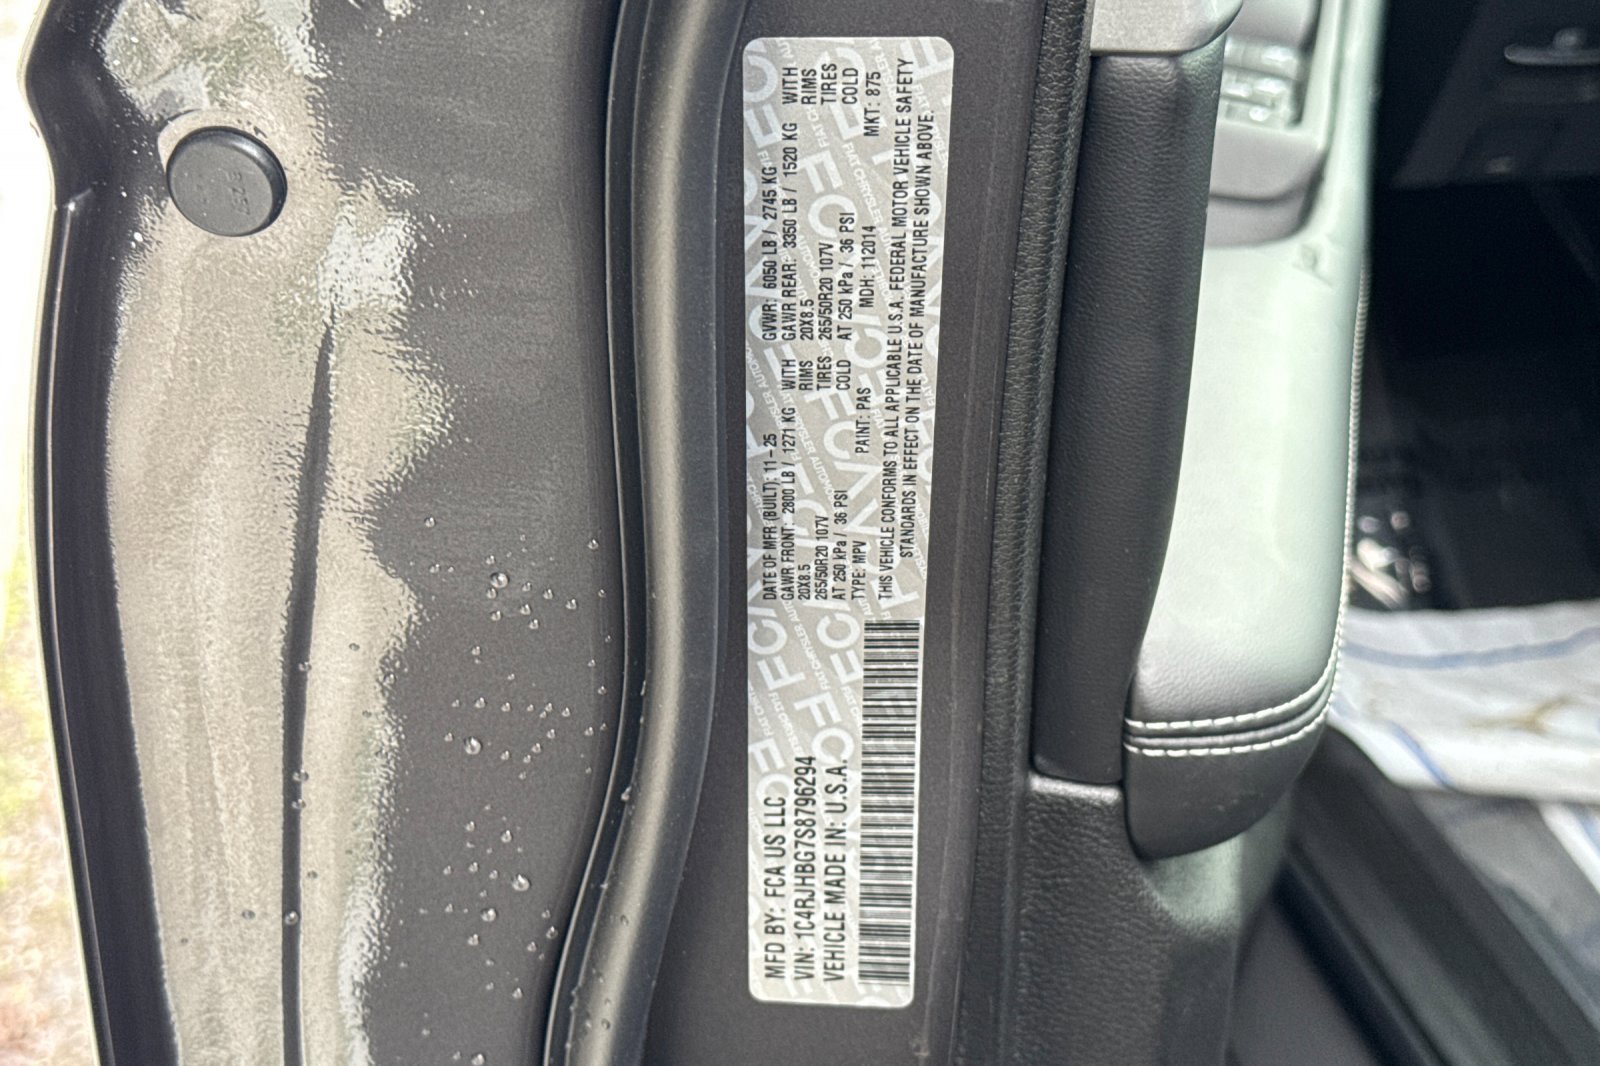 MFD BY: FCA US LLC
VIN: 1C4RJHBG7S8796294
VEHICLE MADE IN: U.S.A.
DATE OF MFR (BUILT): 11-25 GVWR: 6050 LB / 2745 KG
GAWR FRONT: 2800 LB / 1271 KG WITH GAWR REAR: 3350 LB / 1520 KG WITH
20X8.5 RIMS 20X8.5 RIMS
265/50R20 107V TIRES 265/50R20 107V TIRES
AT 250 kPa / 36 PSI COLD AT 250 kPa / 36 PSI COLD
TYPE: MPV PAINT: PAS MDH: 112014 MKT: 875
THIS VEHICLE CONFORMS TO ALL APPLICABLE U.S.A. FEDERAL MOTOR VEHICLE SAFETY
STANDARDS IN EFFECT ON THE DATE OF MANUFACTURE SHOWN ABOVE.